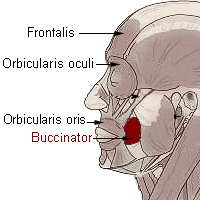 Frontalis
Orbicularis oculi
Orbicularis oris
Buccinator